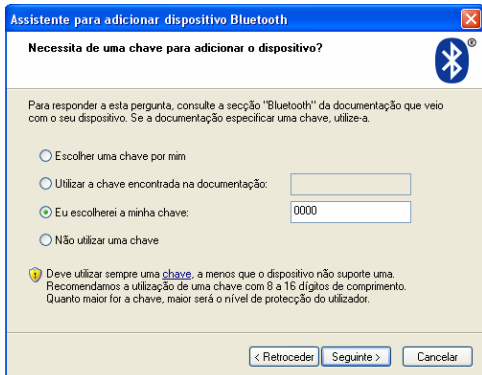 Assistente para adicionar dispositivo Bluetooth
Necessita de uma chave para adicionar o dispositivo?
®
Para responder a esta pergunta, consulte a secção "Bluetooth" da documentação que veio
com o seu dispositivo. Se a documentação especificar uma chave, utilize-a.
Escolher uma chave por mim
Utilizar a chave encontrada na documentação:
Eu escolherei a minha chave: 0000
Não utilizar uma chave
Deve utilizar sempre uma chave, a menos que o dispositivo não suporte uma.
Recomendamos a utilização de uma chave com 8 a 16 dígitos de comprimento.
Quanto maior for a chave, maior será o nível de protecção do utilizador.
< Retroceder Seguinte > Cancelar